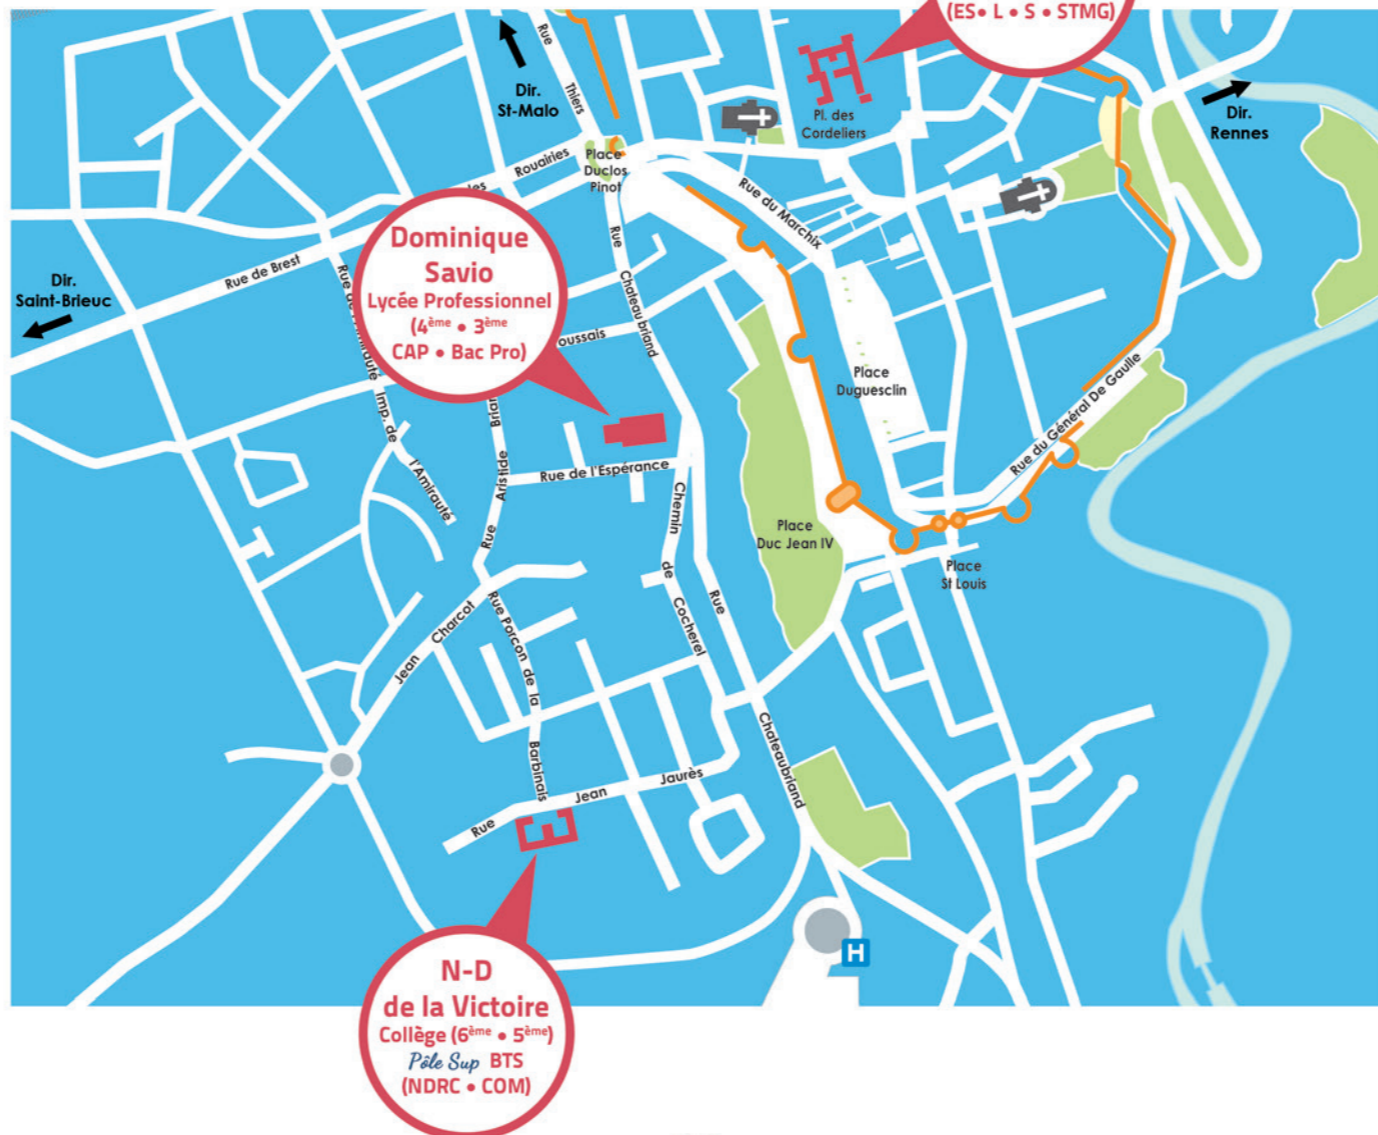 (ES• L • S • STMG)
Rue
Thiers
Dir.
St-Malo
Pl. des
Cordeliers
Dir.
Rennes
Rouairies
Place
Duclos
Pinot
Rue du Marchix
Dominique
Savio
Lycée Professionnel
(4ème • 3ème
CAP • Bac Pro)
Rue de Brest
Dir.
Saint-Brieuc
Rue
Chateaubriand
oussais
Imp. de
l'Amirauté
Place
Duguesclin
Rue du Général De Gaulle
Rue Aristide
Rue de l'Espérance
Chemin de Cocherel
Place
Duc Jean IV
Place
St Louis
Jean Charcot
Rue Porcon de la Barbinais
Rue
Chateaubriand
Rue Jean Jaurès
H
N-D
de la Victoire
Collège (6ème • 5ème)
Pôle Sup BTS
(NDRC • COM)